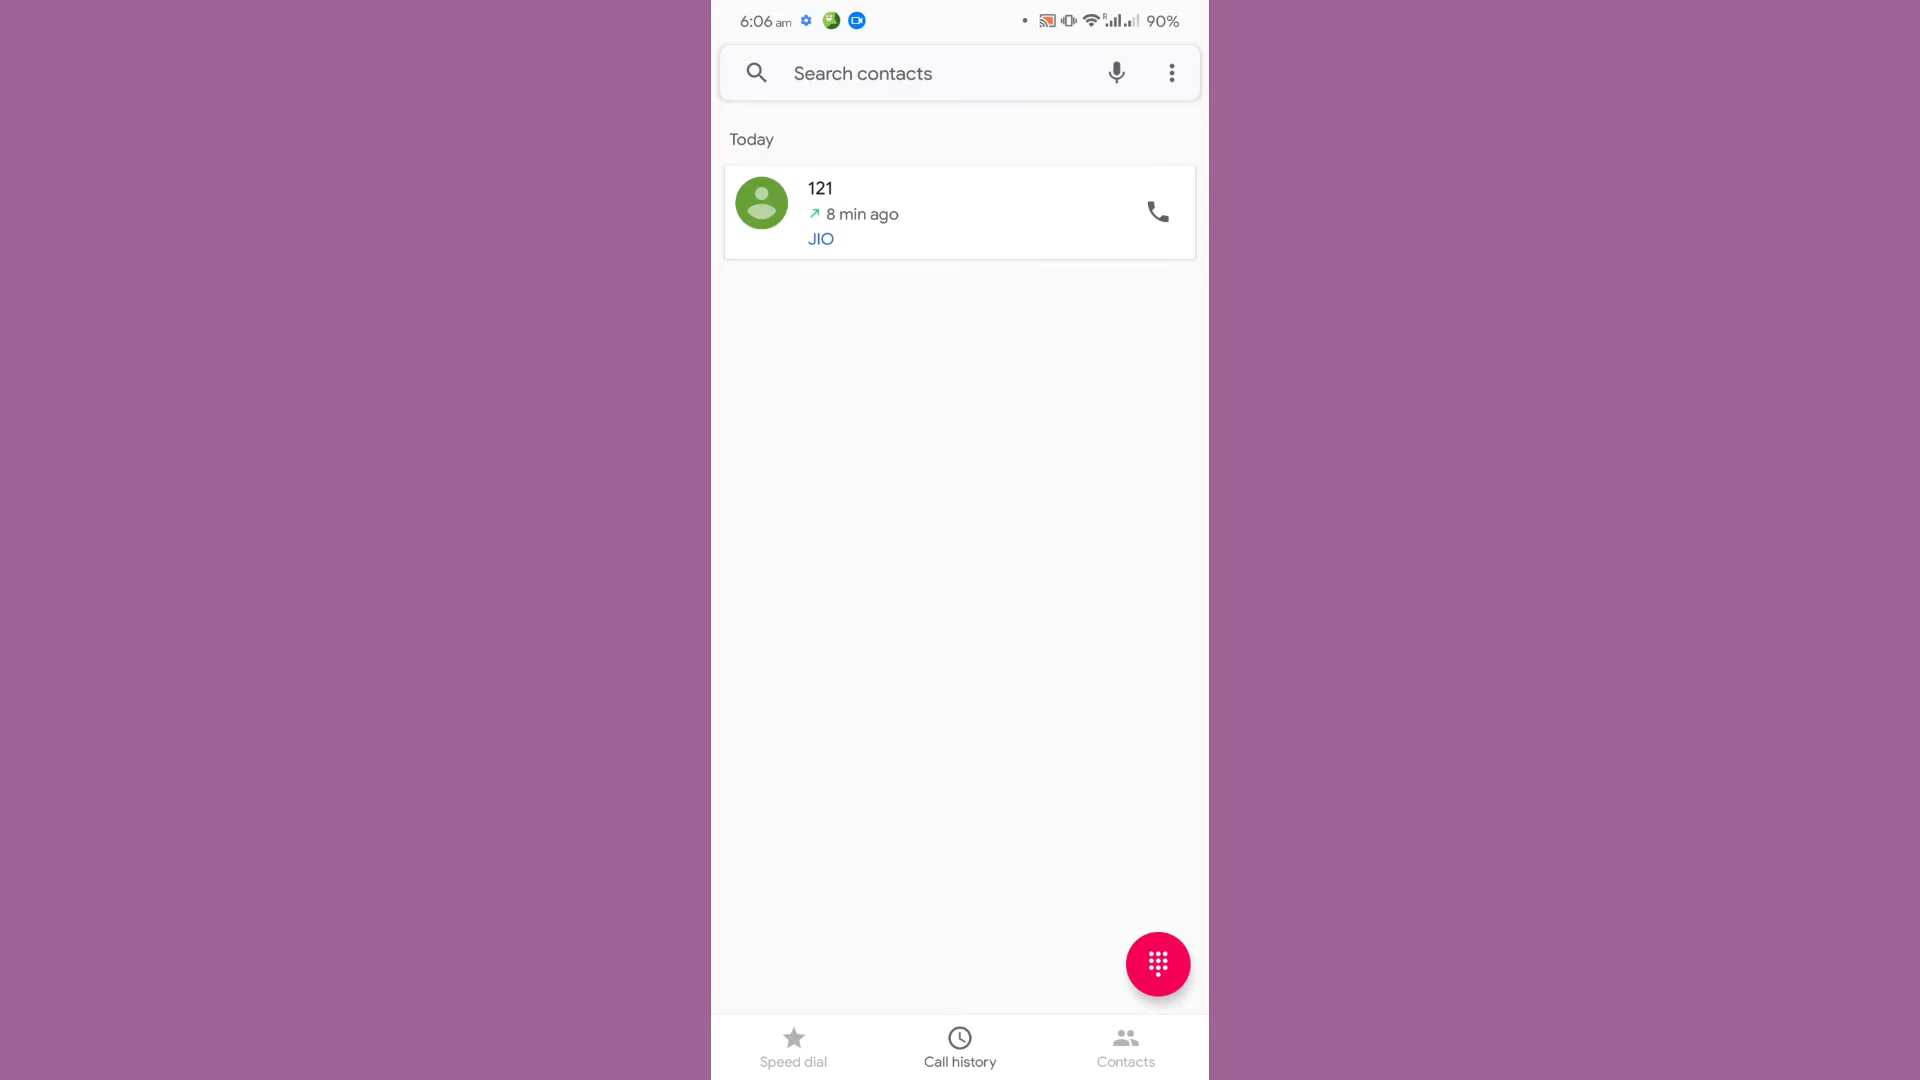 6:06 am
R
90%
Search contacts
Today
121
8 min ago
JIO
Speed dial
Call history
Contacts